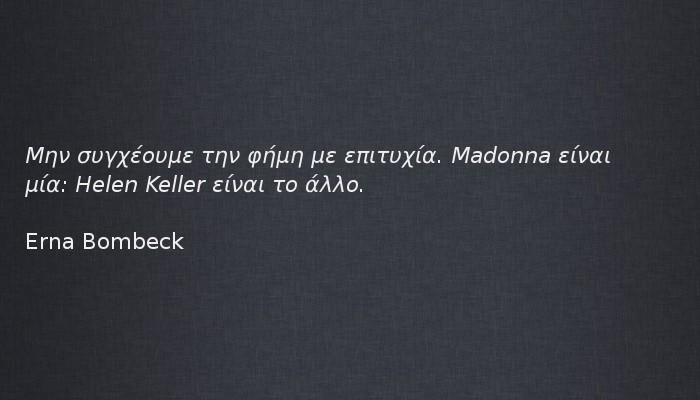 Μην συγχέουμε την φήμη με επιτυχία. Madonna είναι
μία: Helen Keller είναι το άλλο.
Erna Bombeck